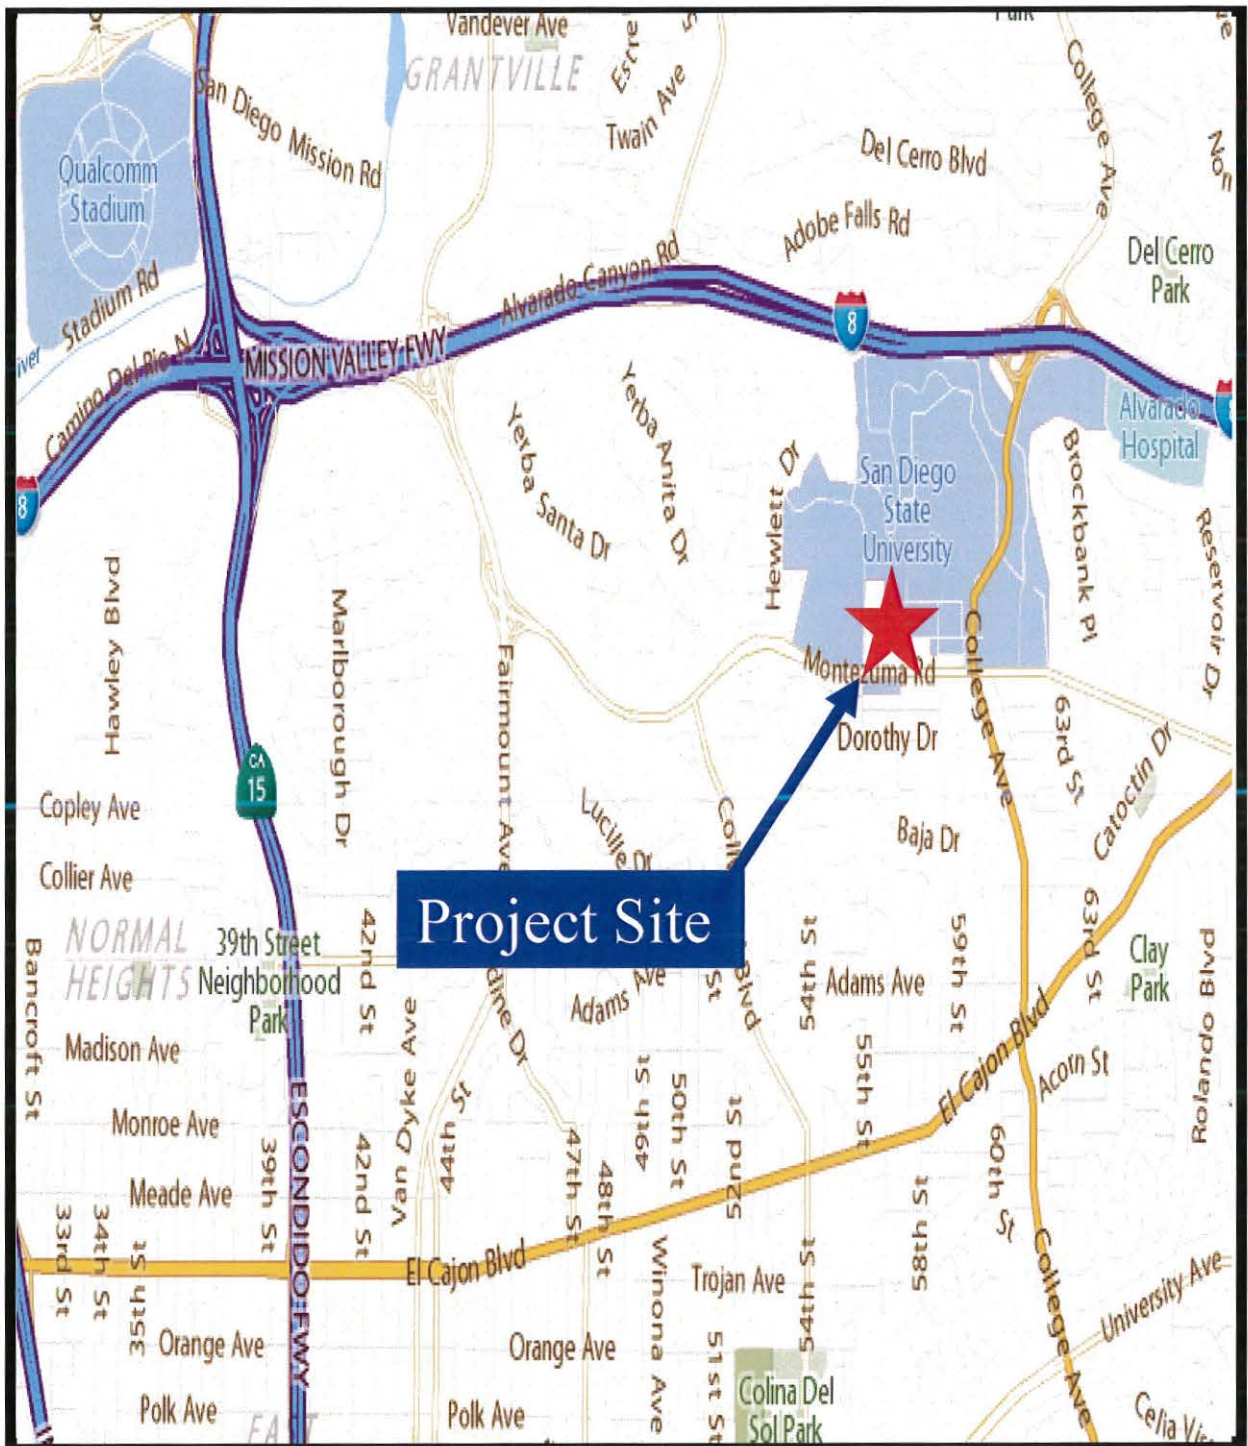 Vandever Ave
GRANTVILLE
Twain Ave
San Diego Mission Rd
College Ave
Del Cerro Blvd
Qualcomm
Stadium
Adobe Falls Rd
Del Cerro
Park
Alvarado Canyon Rd
Stadium Rd
8
MISSION VALLEY FWY
Camino Del Rio N
Yerba Anita Dr
Yerba Santa Dr
Alvarado
Hospital
Hewlett Dr
San Diego
State
University
Brockbank Pl
8
Reservoir Dr
Hawley Blvd
Marlborough Dr
Fairmount Ave
Montezuma Rd
College Ave
63rd St
Dorothy Dr
Catoctin Dr
CA
15
Copley Ave
Lucille Dr
Baja Dr
Collier Ave
Project Site
NORMAL
HEIGHTS
39th Street
Neighborhood
Park
42nd St
Bancroft St
Adams Ave
54th St
Adams Ave
59th St
63rd St
Clay
Park
Rolando Blvd
Blvd
St
Madison Ave
Van Dyke Ave
44th St
49th St
50th St
52nd St
55th St
El Cajon Blvd
Acorn St
Monroe Ave
ESCONDIDO FWY
39th St
42nd St
47th St
48th St
60th St
Meade Ave
33rd St
34th St
35th St
58th St
El Cajon Blvd
Winona Ave
Trojan Ave
54th St
College Ave
University Ave
Orange Ave
Orange Ave
51st St
Polk Ave
Polk Ave
Colina Del
Sol Park